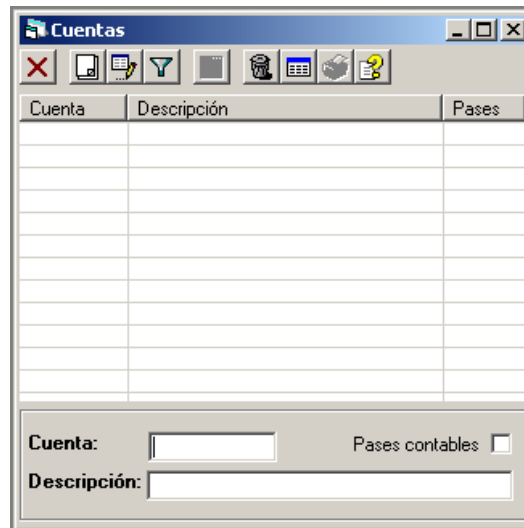 Cuentas
Cuenta Descripción Pases
Cuenta: Pases contables
Descripción: